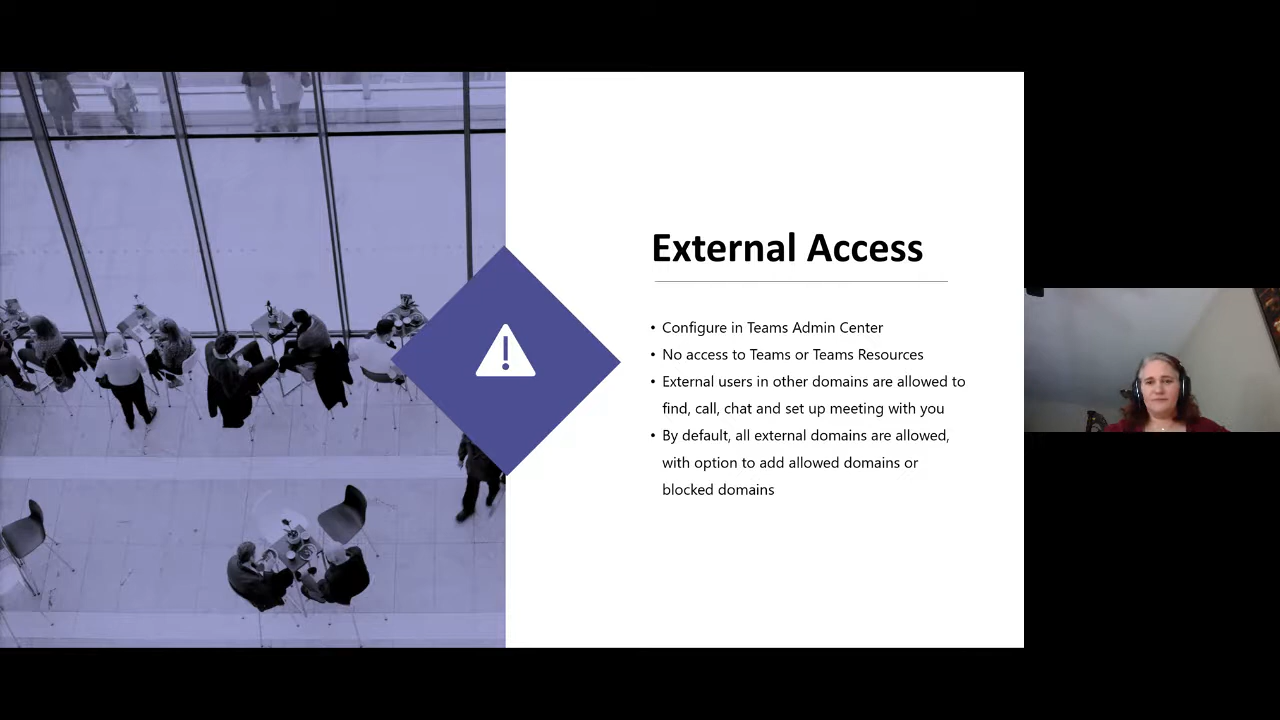 External Access
• Configure in Teams Admin Center
• No access to Teams or Teams Resources
• External users in other domains are allowed to
find, call, chat and set up meeting with you
• By default, all external domains are allowed,
with option to add allowed domains or
blocked domains